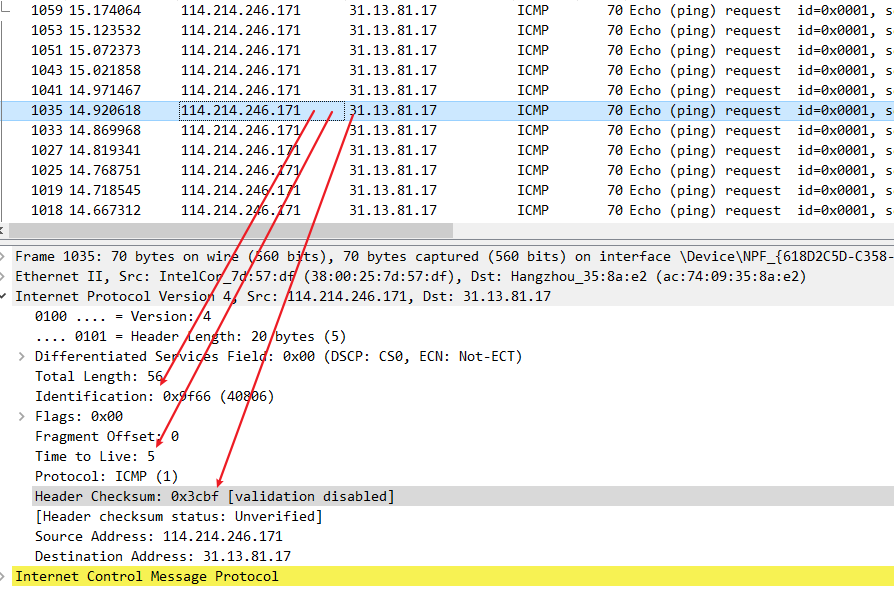 1059 15.174064 114.214.246.171 31.13.81.17 ICMP 70 Echo (ping) request id=0x0001, s
1053 15.123532 114.214.246.171 31.13.81.17 ICMP 70 Echo (ping) request id=0x0001, s
1051 15.072373 114.214.246.171 31.13.81.17 ICMP 70 Echo (ping) request id=0x0001, s
1043 15.021858 114.214.246.171 31.13.81.17 ICMP 70 Echo (ping) request id=0x0001, s
1041 14.971467 114.214.246.171 31.13.81.17 ICMP 70 Echo (ping) request id=0x0001, s
1035 14.920618 114.214.246.171 31.13.81.17 ICMP 70 Echo (ping) request id=0x0001, s
1033 14.869968 114.214.246.171 31.13.81.17 ICMP 70 Echo (ping) request id=0x0001, s
1027 14.819341 114.214.246.171 31.13.81.17 ICMP 70 Echo (ping) request id=0x0001, s
1025 14.768751 114.214.246.171 31.13.81.17 ICMP 70 Echo (ping) request id=0x0001, s
1019 14.718545 114.214.246.171 31.13.81.17 ICMP 70 Echo (ping) request id=0x0001, s
1018 14.667312 114.214.246.171 31.13.81.17 ICMP 70 Echo (ping) request id=0x0001, s
Frame 1035: 70 bytes on wire (560 bits), 70 bytes captured (560 bits) on interface \Device\NPF_{618D2C5D-C358-
Ethernet II, Src: IntelCor_7d:57:df (38:00:25:7d:57:df), Dst: Hangzhou_35:8a:e2 (ac:74:09:35:8a:e2)
Internet Protocol Version 4, Src: 114.214.246.171, Dst: 31.13.81.17
0100 .... = Version: 4
.... 0101 = Header Length: 20 bytes (5)
Differentiated Services Field: 0x00 (DSCP: CS0, ECN: Not-ECT)
Total Length: 56
Identification: 0x9f66 (40806)
Flags: 0x00
Fragment Offset: 0
Time to Live: 5
Protocol: ICMP (1)
Header Checksum: 0x3cbf [validation disabled]
[Header checksum status: Unverified]
Source Address: 114.214.246.171
Destination Address: 31.13.81.17
Internet Control Message Protocol